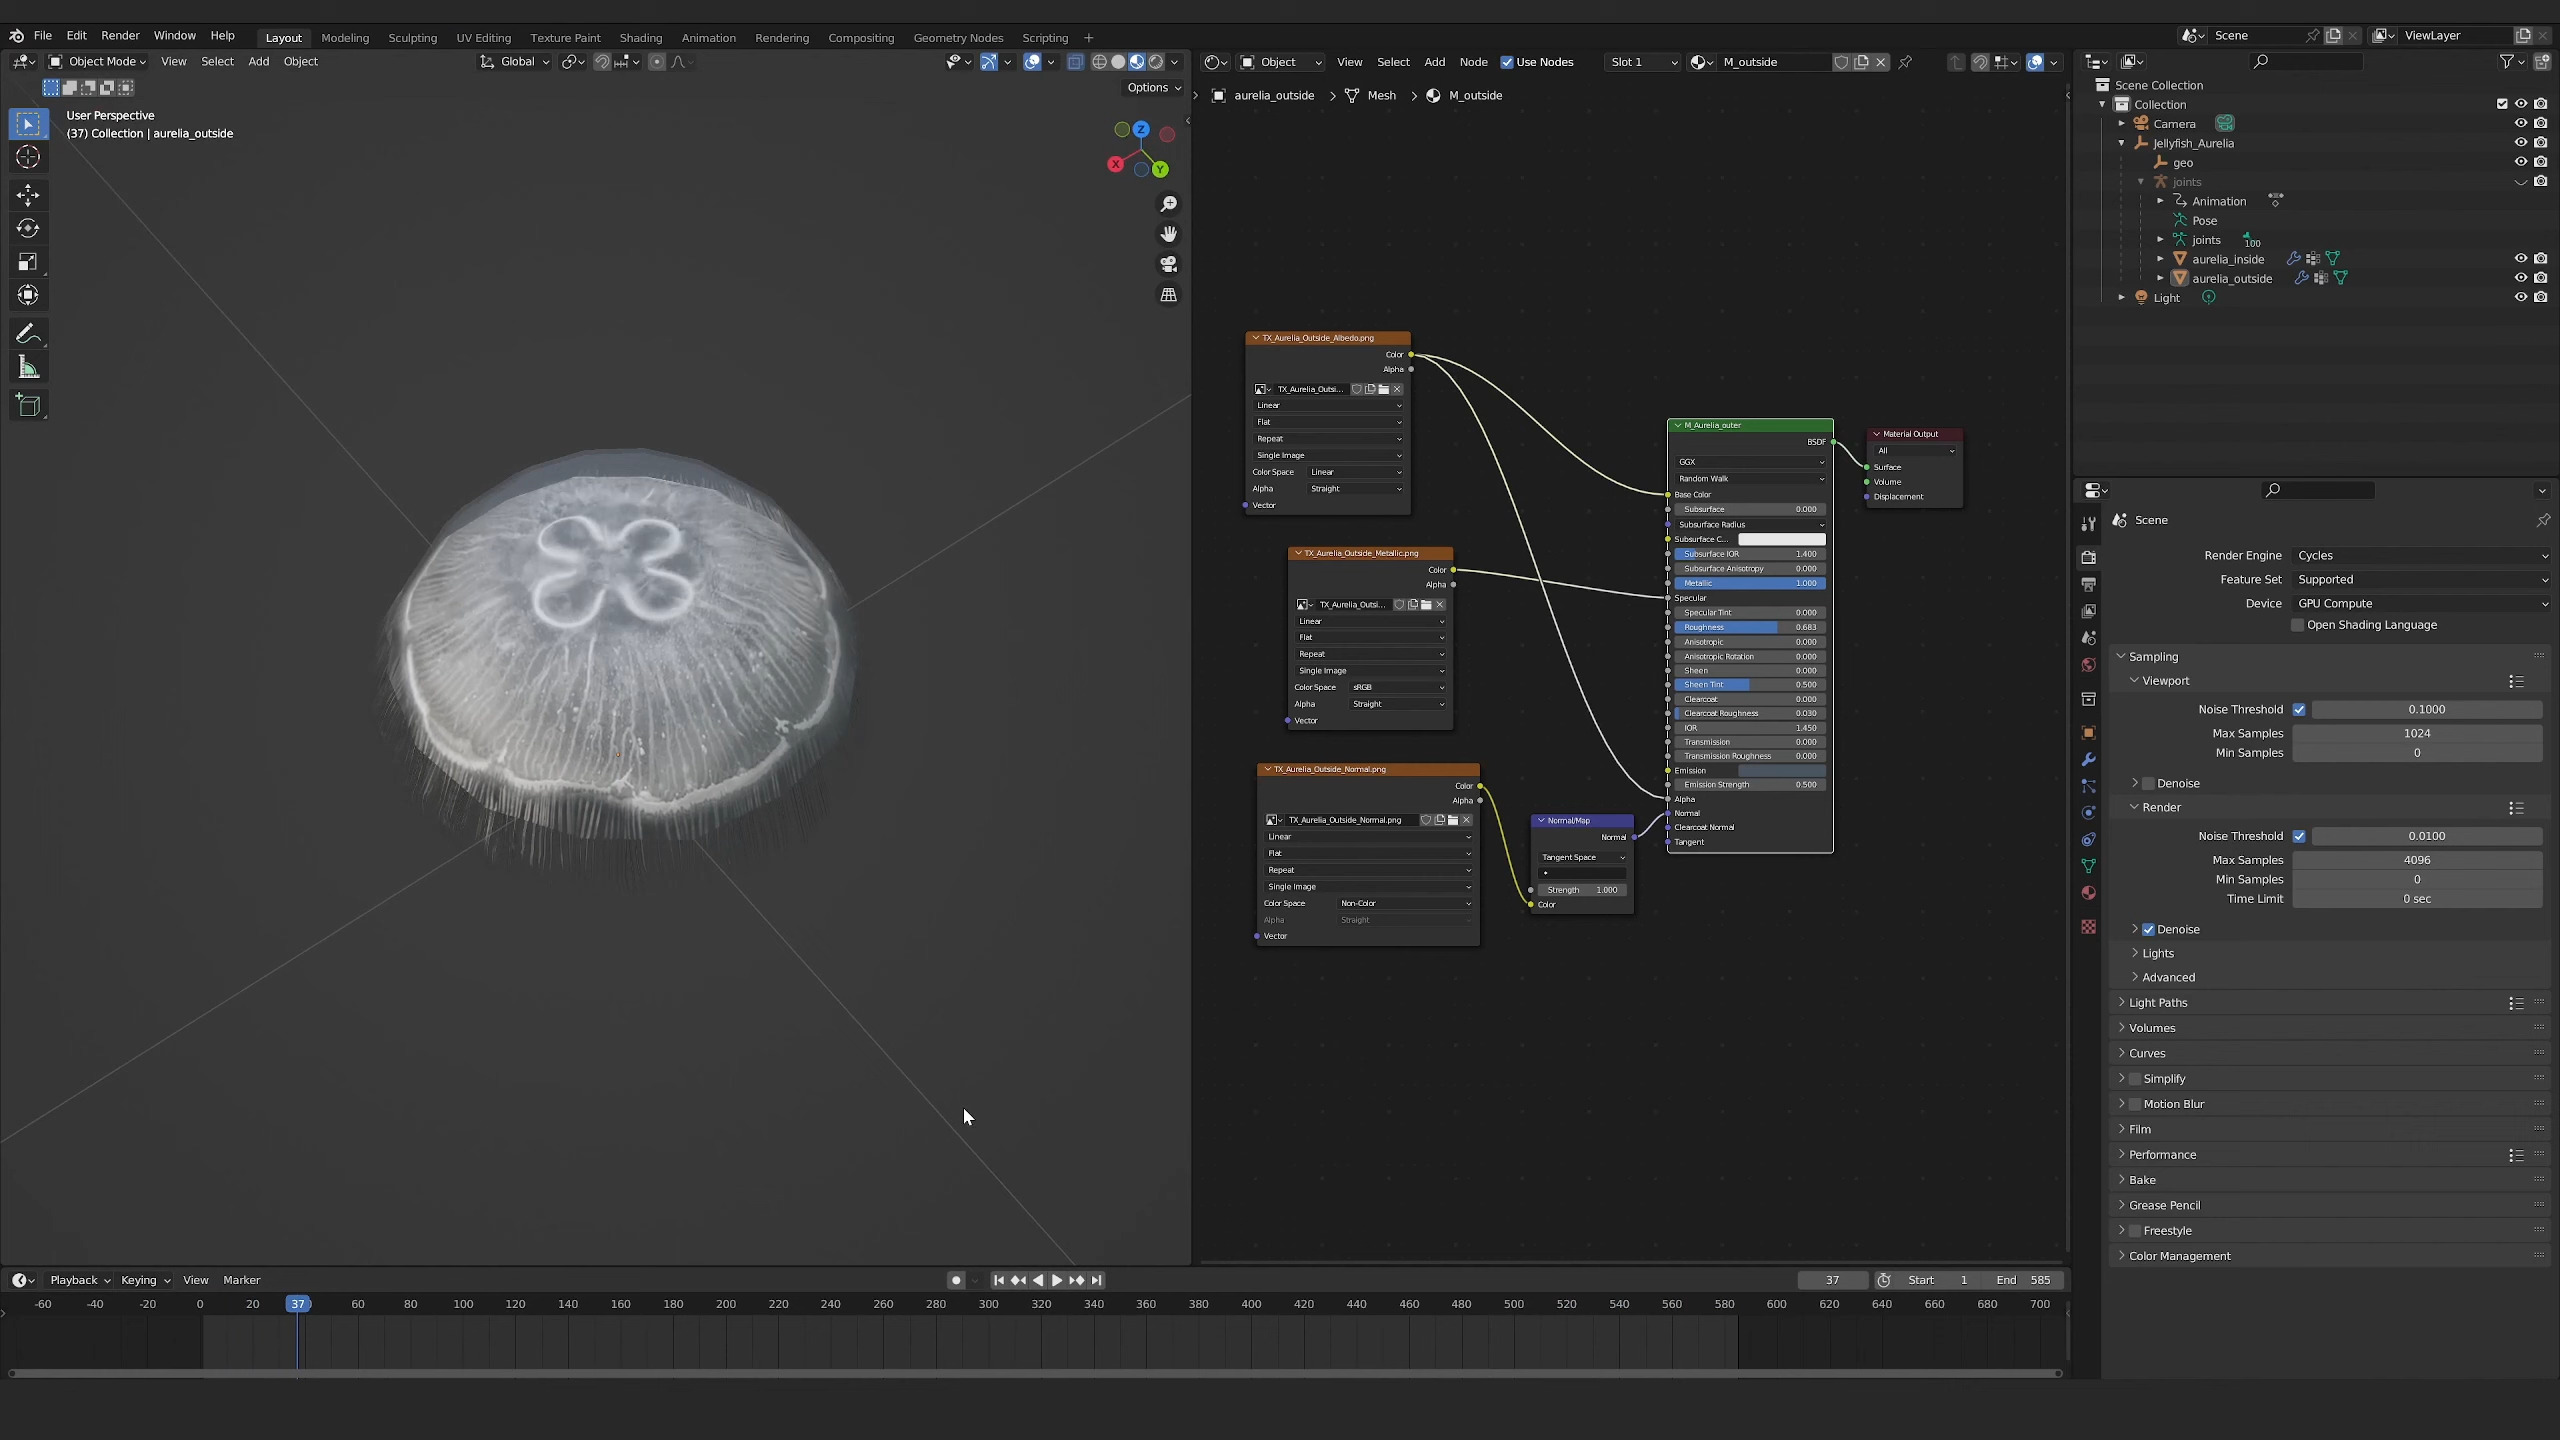 File Edit Render Window Help Layout Modeling Sculpting UV Editing Texture Paint Shading Animation Rendering Compositing Geometry Nodes Scripting + Scene ViewLayer
Object Mode View Select Add Object Global
Options
User Perspective
(37) Collection | aurelia_outside
Z
X
Y
Object View Select Add Node Use Nodes Slot 1 M_outside
aurelia_outside > Mesh > M_outside
TX_Aurelia_Outside_Albedo.png
Color
Alpha
TX_Aurelia_Outsi...
Linear
Flat
Repeat
Single Image
Color Space Linear
Alpha Straight
Vector
TX_Aurelia_Outside_Metallic.png
Color
Alpha
TX_Aurelia_Outsi...
Linear
Flat
Repeat
Single Image
Color Space sRGB
Alpha Straight
Vector
TX_Aurelia_Outside_Normal.png
Color
Alpha
TX_Aurelia_Outside_Normal.png
Linear
Flat
Repeat
Single Image
Color Space Non-Color
Alpha Straight
Vector
Normal/Map
Normal
Tangent Space
Strength 1.000
Color
M_Aurelia_outer
BSDF
GGX
Random Walk
Base Color
Subsurface 0.000
Subsurface Radius
Subsurface C...
Subsurface IOR 1.400
Subsurface Anisotropy 0.000
Metallic 1.000
Specular
Specular Tint 0.000
Roughness 0.683
Anisotropic 0.000
Anisotropic Rotation 0.000
Sheen 0.000
Sheen Tint 0.500
Clearcoat 0.000
Clearcoat Roughness 0.030
IOR 1.450
Transmission 0.000
Transmission Roughness 0.000
Emission
Emission Strength 0.500
Alpha
Normal
Clearcoat Normal
Tangent
Material Output
All
Surface
Volume
Displacement
Scene Collection
Collection
Camera
Jellyfish_Aurelia
geo
joints
Animation
Pose
joints 100
aurelia_inside
aurelia_outside
Light
Scene
Render Engine Cycles
Feature Set Supported
Device GPU Compute
Open Shading Language
Sampling
Viewport
Noise Threshold 0.1000
Max Samples 1024
Min Samples 0
Denoise
Render
Noise Threshold 0.0100
Max Samples 4096
Min Samples 0
Time Limit 0 sec
Denoise
Lights
Advanced
Light Paths
Volumes
Curves
Simplify
Motion Blur
Film
Performance
Bake
Grease Pencil
Freestyle
Color Management
Playback Keying View Marker 37 Start 1 End 585
-60 -40 -20 0 20 37 60 80 100 120 140 160 180 200 220 240 260 280 300 320 340 360 380 400 420 440 460 480 500 520 540 560 580 600 620 640 660 680 700